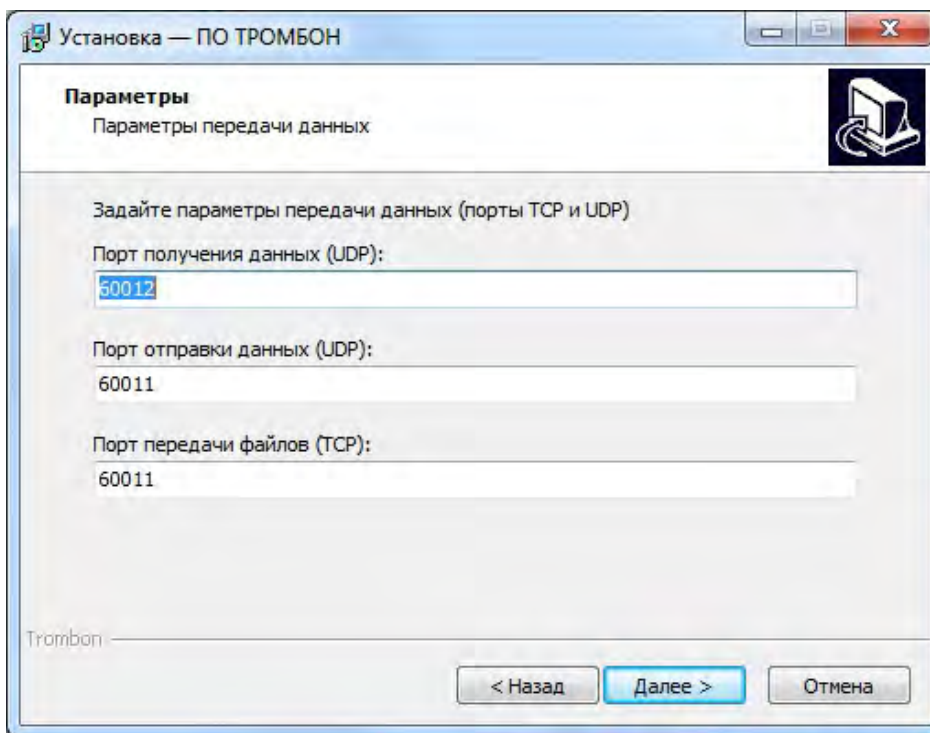 Установка — ПО ТРОМБОН
Параметры
Параметры передачи данных
Задайте параметры передачи данных (порты TCP и UDP)
Порт получения данных (UDP):
60012
Порт отправки данных (UDP):
60011
Порт передачи файлов (TCP):
60011
Trombon
< Назад Далее > Отмена